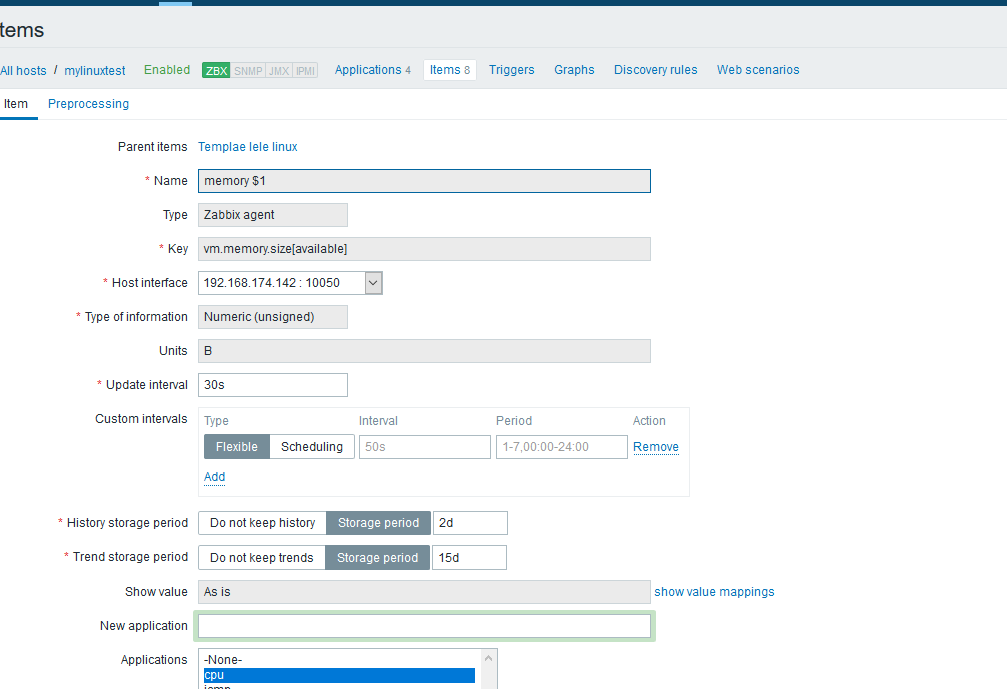 tems
All hosts / mylinuxtest Enabled ZBX SNMP JMX IPMI Applications 4 Items 8 Triggers Graphs Discovery rules Web scenarios
Item Preprocessing
Parent items Templae lele linux
* Name memory $1
Type Zabbix agent
* Key vm.memory.size[available]
* Host interface 192.168.174.142 : 10050
* Type of information Numeric (unsigned)
Units B
* Update interval 30s
Custom intervals Type Interval Period Action
Flexible Scheduling 50s 1-7,00:00-24:00 Remove
Add
* History storage period Do not keep history Storage period 2d
* Trend storage period Do not keep trends Storage period 15d
Show value As is show value mappings
New application
Applications -None-
cpu